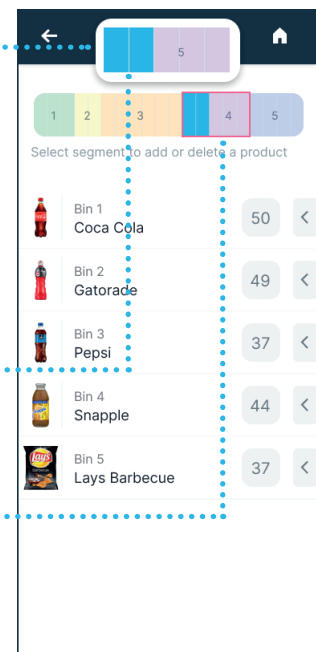 5
1 2 3 4 5
Select segment to add or delete a product
Bin 1
Coca Cola
50
Bin 2
Gatorade
49
Bin 3
Pepsi
37
Bin 4
Snapple
44
Bin 5
Lays Barbecue
37
Lay's